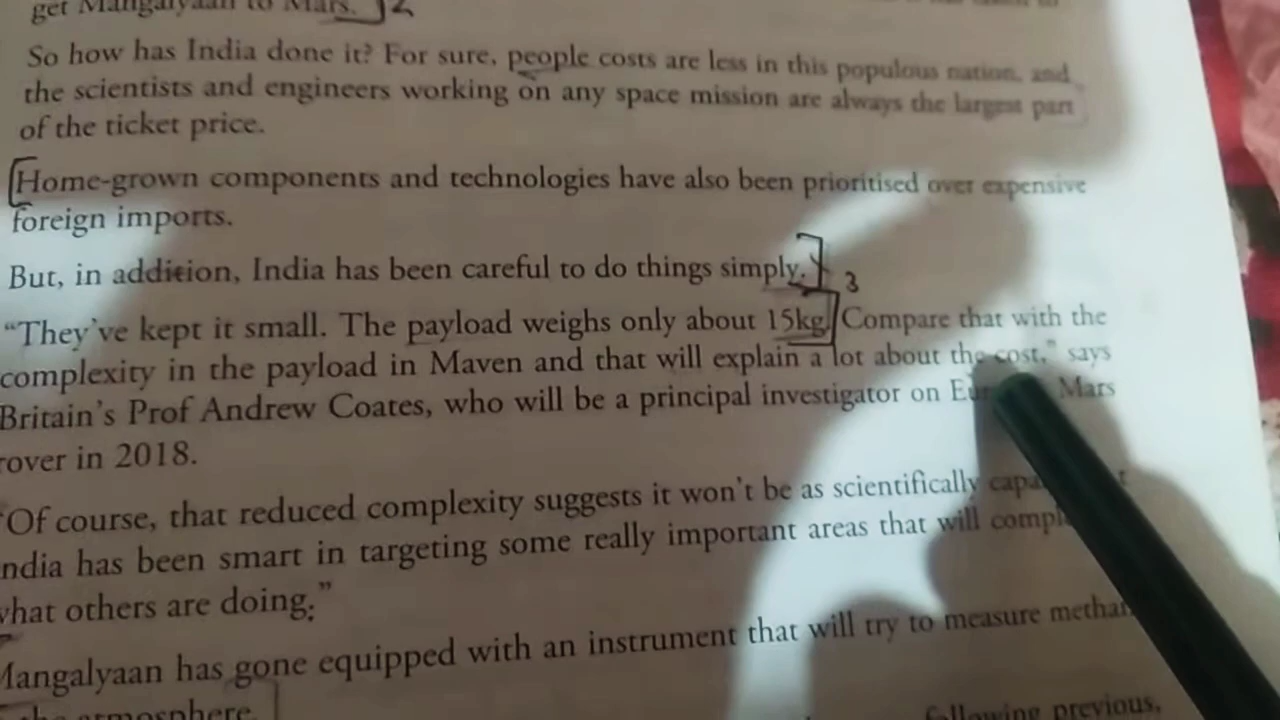 get Mangalyaan to Mars. 2
So how has India done it? For sure, people costs are less in this populous nation, and
the scientists and engineers working on any space mission are always the largest part
of the ticket price.
Home-grown components and technologies have also been prioritised over expensive
foreign imports.
But, in addition, India has been careful to do things simply. 3
"They've kept it small. The payload weighs only about 15kg. Compare that with the
complexity in the payload in Maven and that will explain a lot about the cost," says
Britain's Prof Andrew Coates, who will be a principal investigator on Mars
rover in 2018.
"Of course, that reduced complexity suggests it won't be as scientifically
ndia has been smart in targeting some really important areas that will
what others are doing."
Mangalyaan has gone equipped with an instrument that will try to measure
the atmosphere.
following previous,